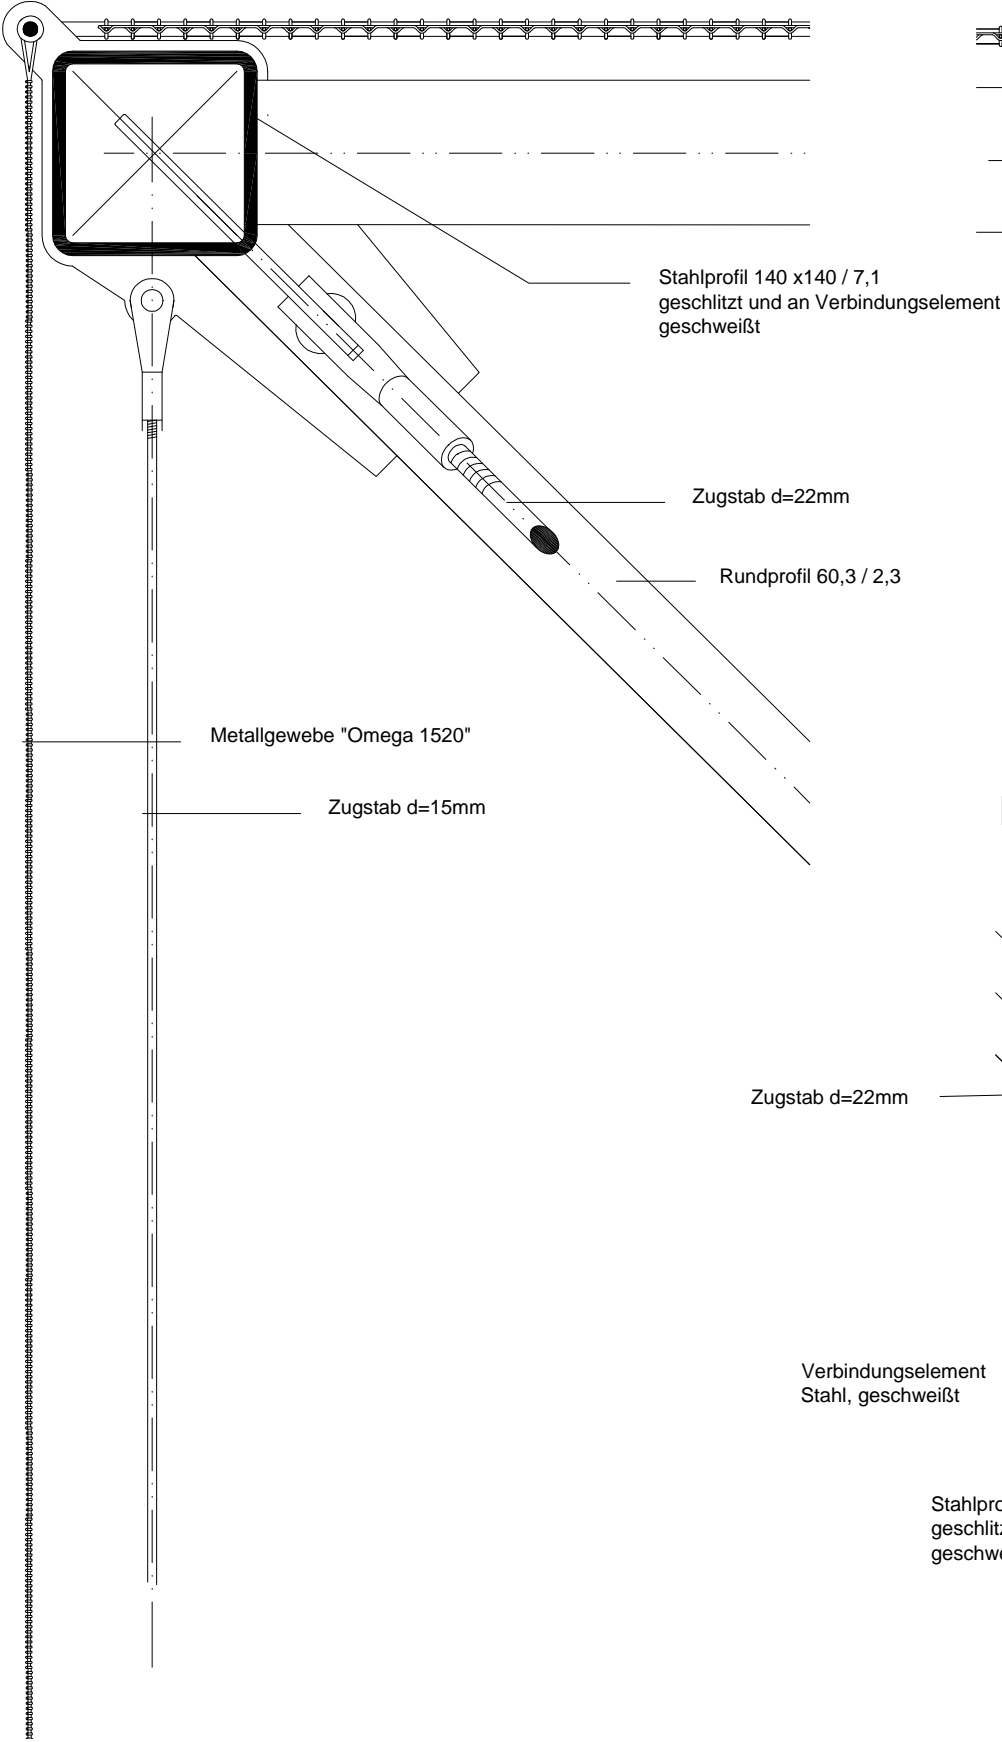 Stahlprofil 140 x140 / 7,1
geschlitzt und an Verbindungselement
geschweißt
Zugstab d=22mm
Rundprofil 60,3 / 2,3
Metallgewebe "Omega 1520"
Zugstab d=15mm
Zugstab d=22mm
Verbindungselement
Stahl, geschweißt